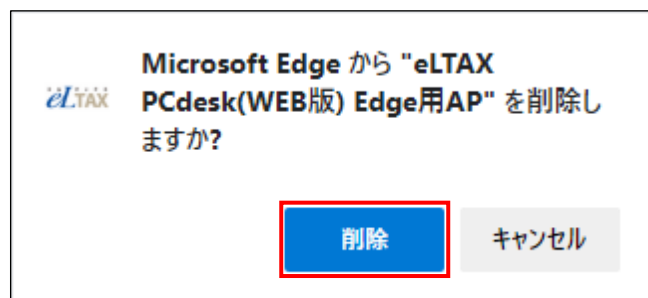 eLTAX
Microsoft Edge から "eLTAX
PCdesk(WEB版) Edge用AP" を削除し
ますか?
削除
キャンセル